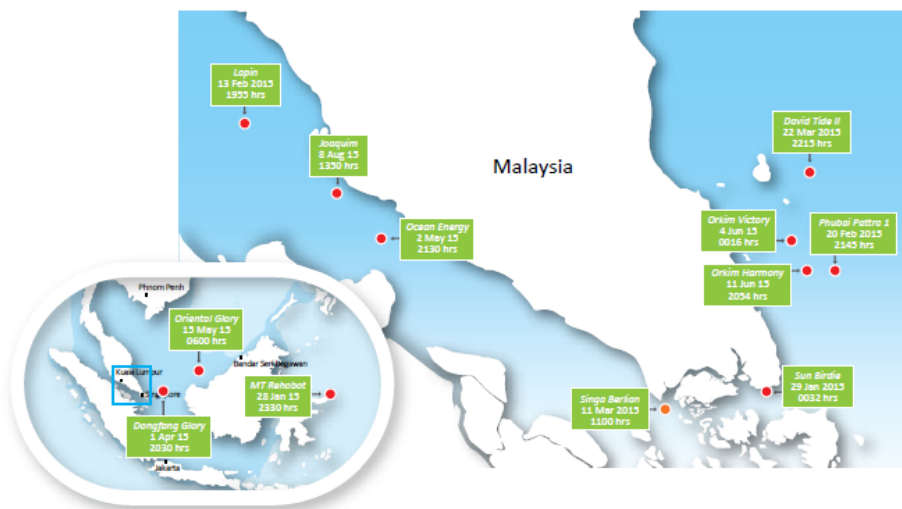 Lapin
13 Feb 2015
1955 hrs
Joaquim
8 Aug 15
1350 hrs
Malaysia
David Tide II
22 Mar 2015
2215 hrs
Ocean Energy
2 May 15
2130 hrs
Orkim Victory
4 Jun 15
0016 hrs
Phubai Pattra 1
20 Feb 2015
2145 hrs
Orkim Harmony
11 Jun 15
2054 hrs
Phnom Penh
Oriental Glory
15 May 15
0600 hrs
Bandar Seri Begawan
Kuala Lumpur
Singapore
MT Rehobot
28 Jan 15
2330 hrs
Dongfang Glory
1 Apr 15
2030 hrs
Jakarta
Singa Berlian
11 Mar 2015
1100 hrs
Sun Birdie
29 Jan 2015
0032 hrs